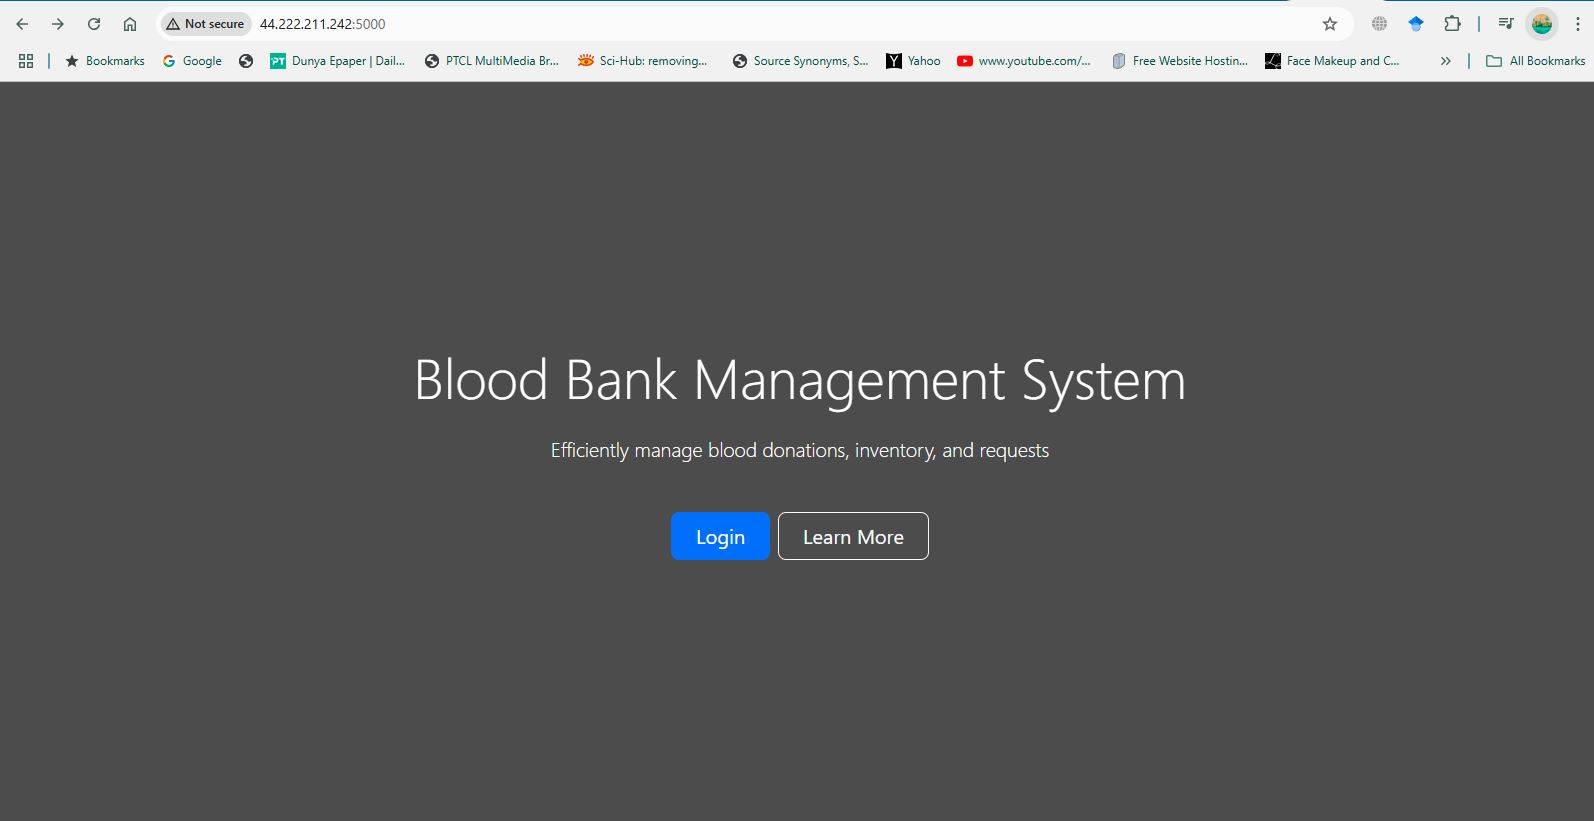 Not secure 44.222.211.242:5000
Bookmarks Google Dunya Epaper | Dail... PTCL MultiMedia Br... Sci-Hub: removing... Source Synonyms, S... Yahoo www.youtube.com/... Free Website Hostin... Face Makeup and C... » All Bookmarks
Blood Bank Management System
Efficiently manage blood donations, inventory, and requests
Login Learn More